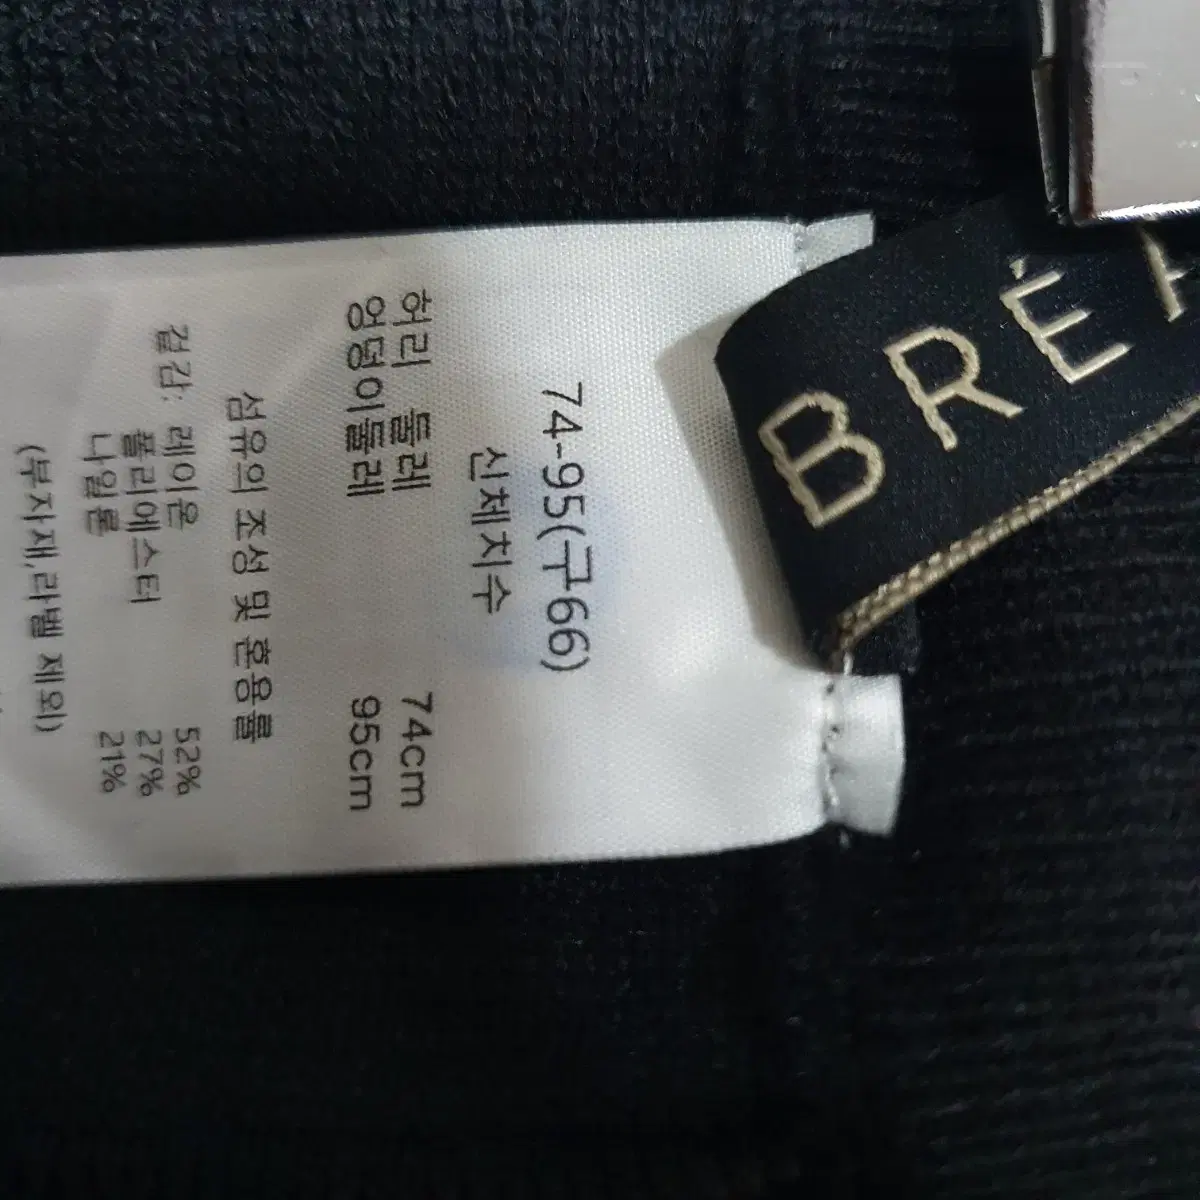 BRE
74-95(구66)
신체치수
허리 둘레 74cm
엉덩이둘레 95cm
섬유의 조성 및 혼용률
겉감: 레이온 52%
폴리에스터 27%
나일론 21%
(부자재,라벨 제외)